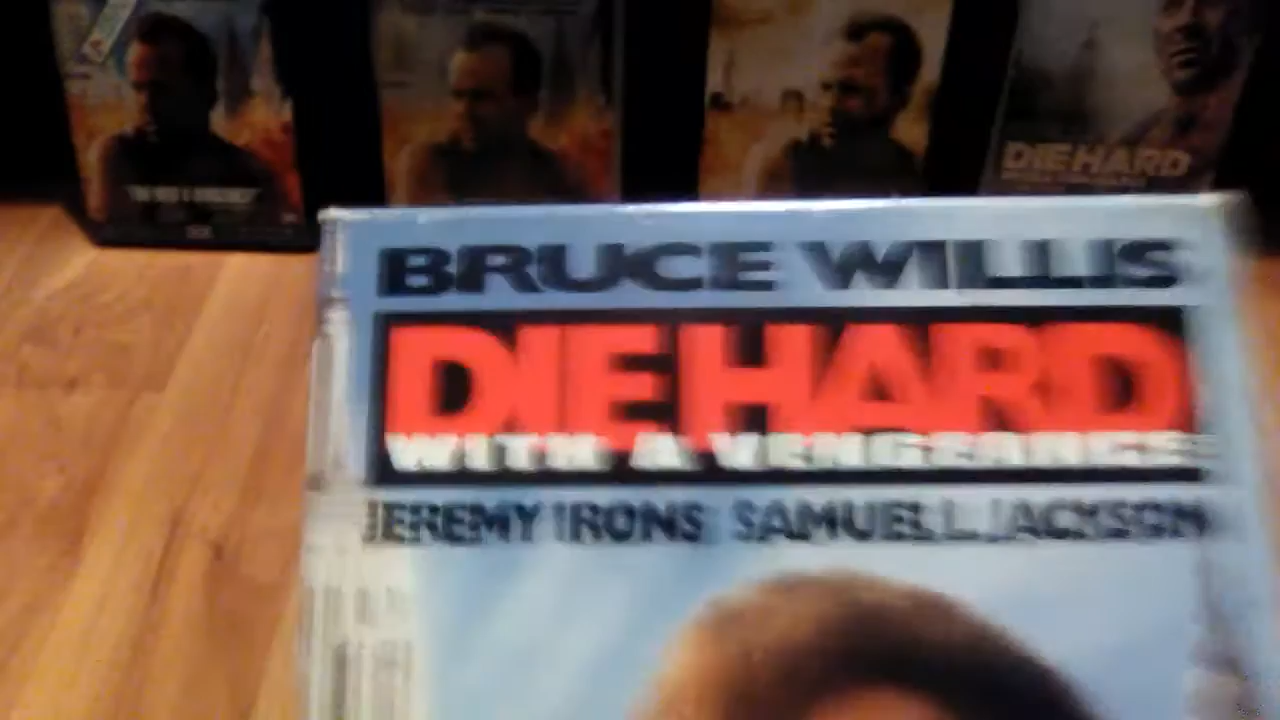 DIE HARD
BRUCE WILLIS
DIE HARD
WITH A VENGEANCE
JEREMY IRONS SAMUEL L. JACKSON